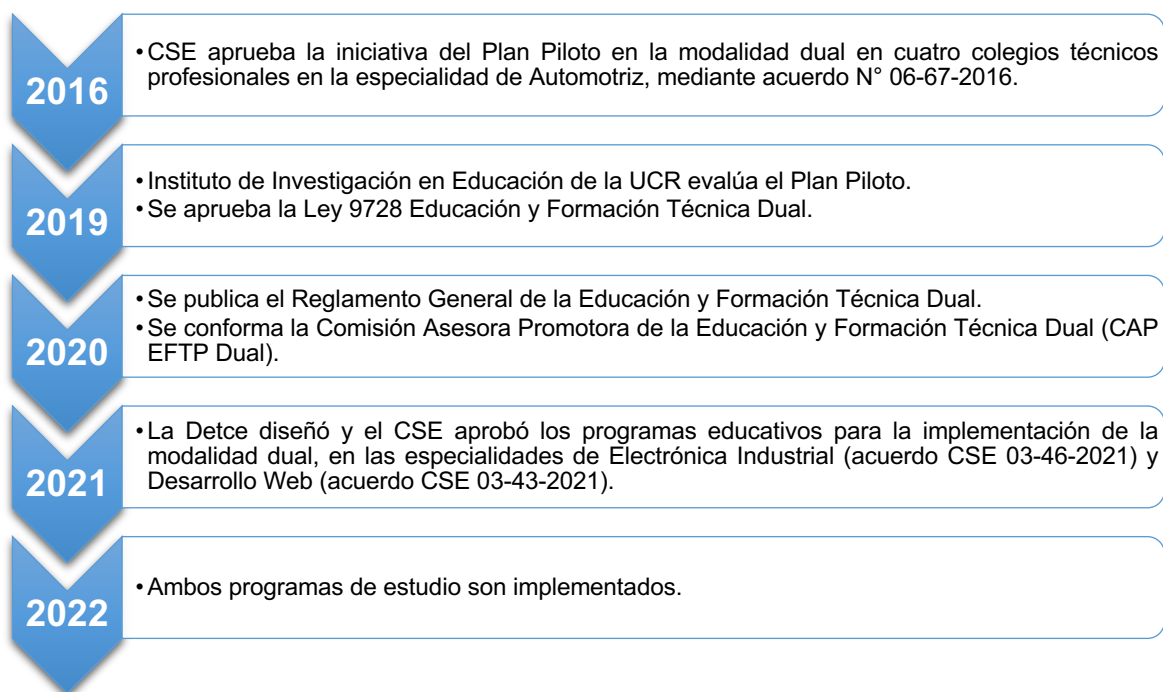 2016
•CSE aprueba la iniciativa del Plan Piloto en la modalidad dual en cuatro colegios técnicos
profesionales en la especialidad de Automotriz, mediante acuerdo N° 06-67-2016.
2019
•Instituto de Investigación en Educación de la UCR evalúa el Plan Piloto.
•Se aprueba la Ley 9728 Educación y Formación Técnica Dual.
2020
•Se publica el Reglamento General de la Educación y Formación Técnica Dual.
•Se conforma la Comisión Asesora Promotora de la Educación y Formación Técnica Dual (CAP
EFTP Dual).
2021
•La Detce diseñó y el CSE aprobó los programas educativos para la implementación de la
modalidad dual, en las especialidades de Electrónica Industrial (acuerdo CSE 03-46-2021) y
Desarrollo Web (acuerdo CSE 03-43-2021).
2022
•Ambos programas de estudio son implementados.